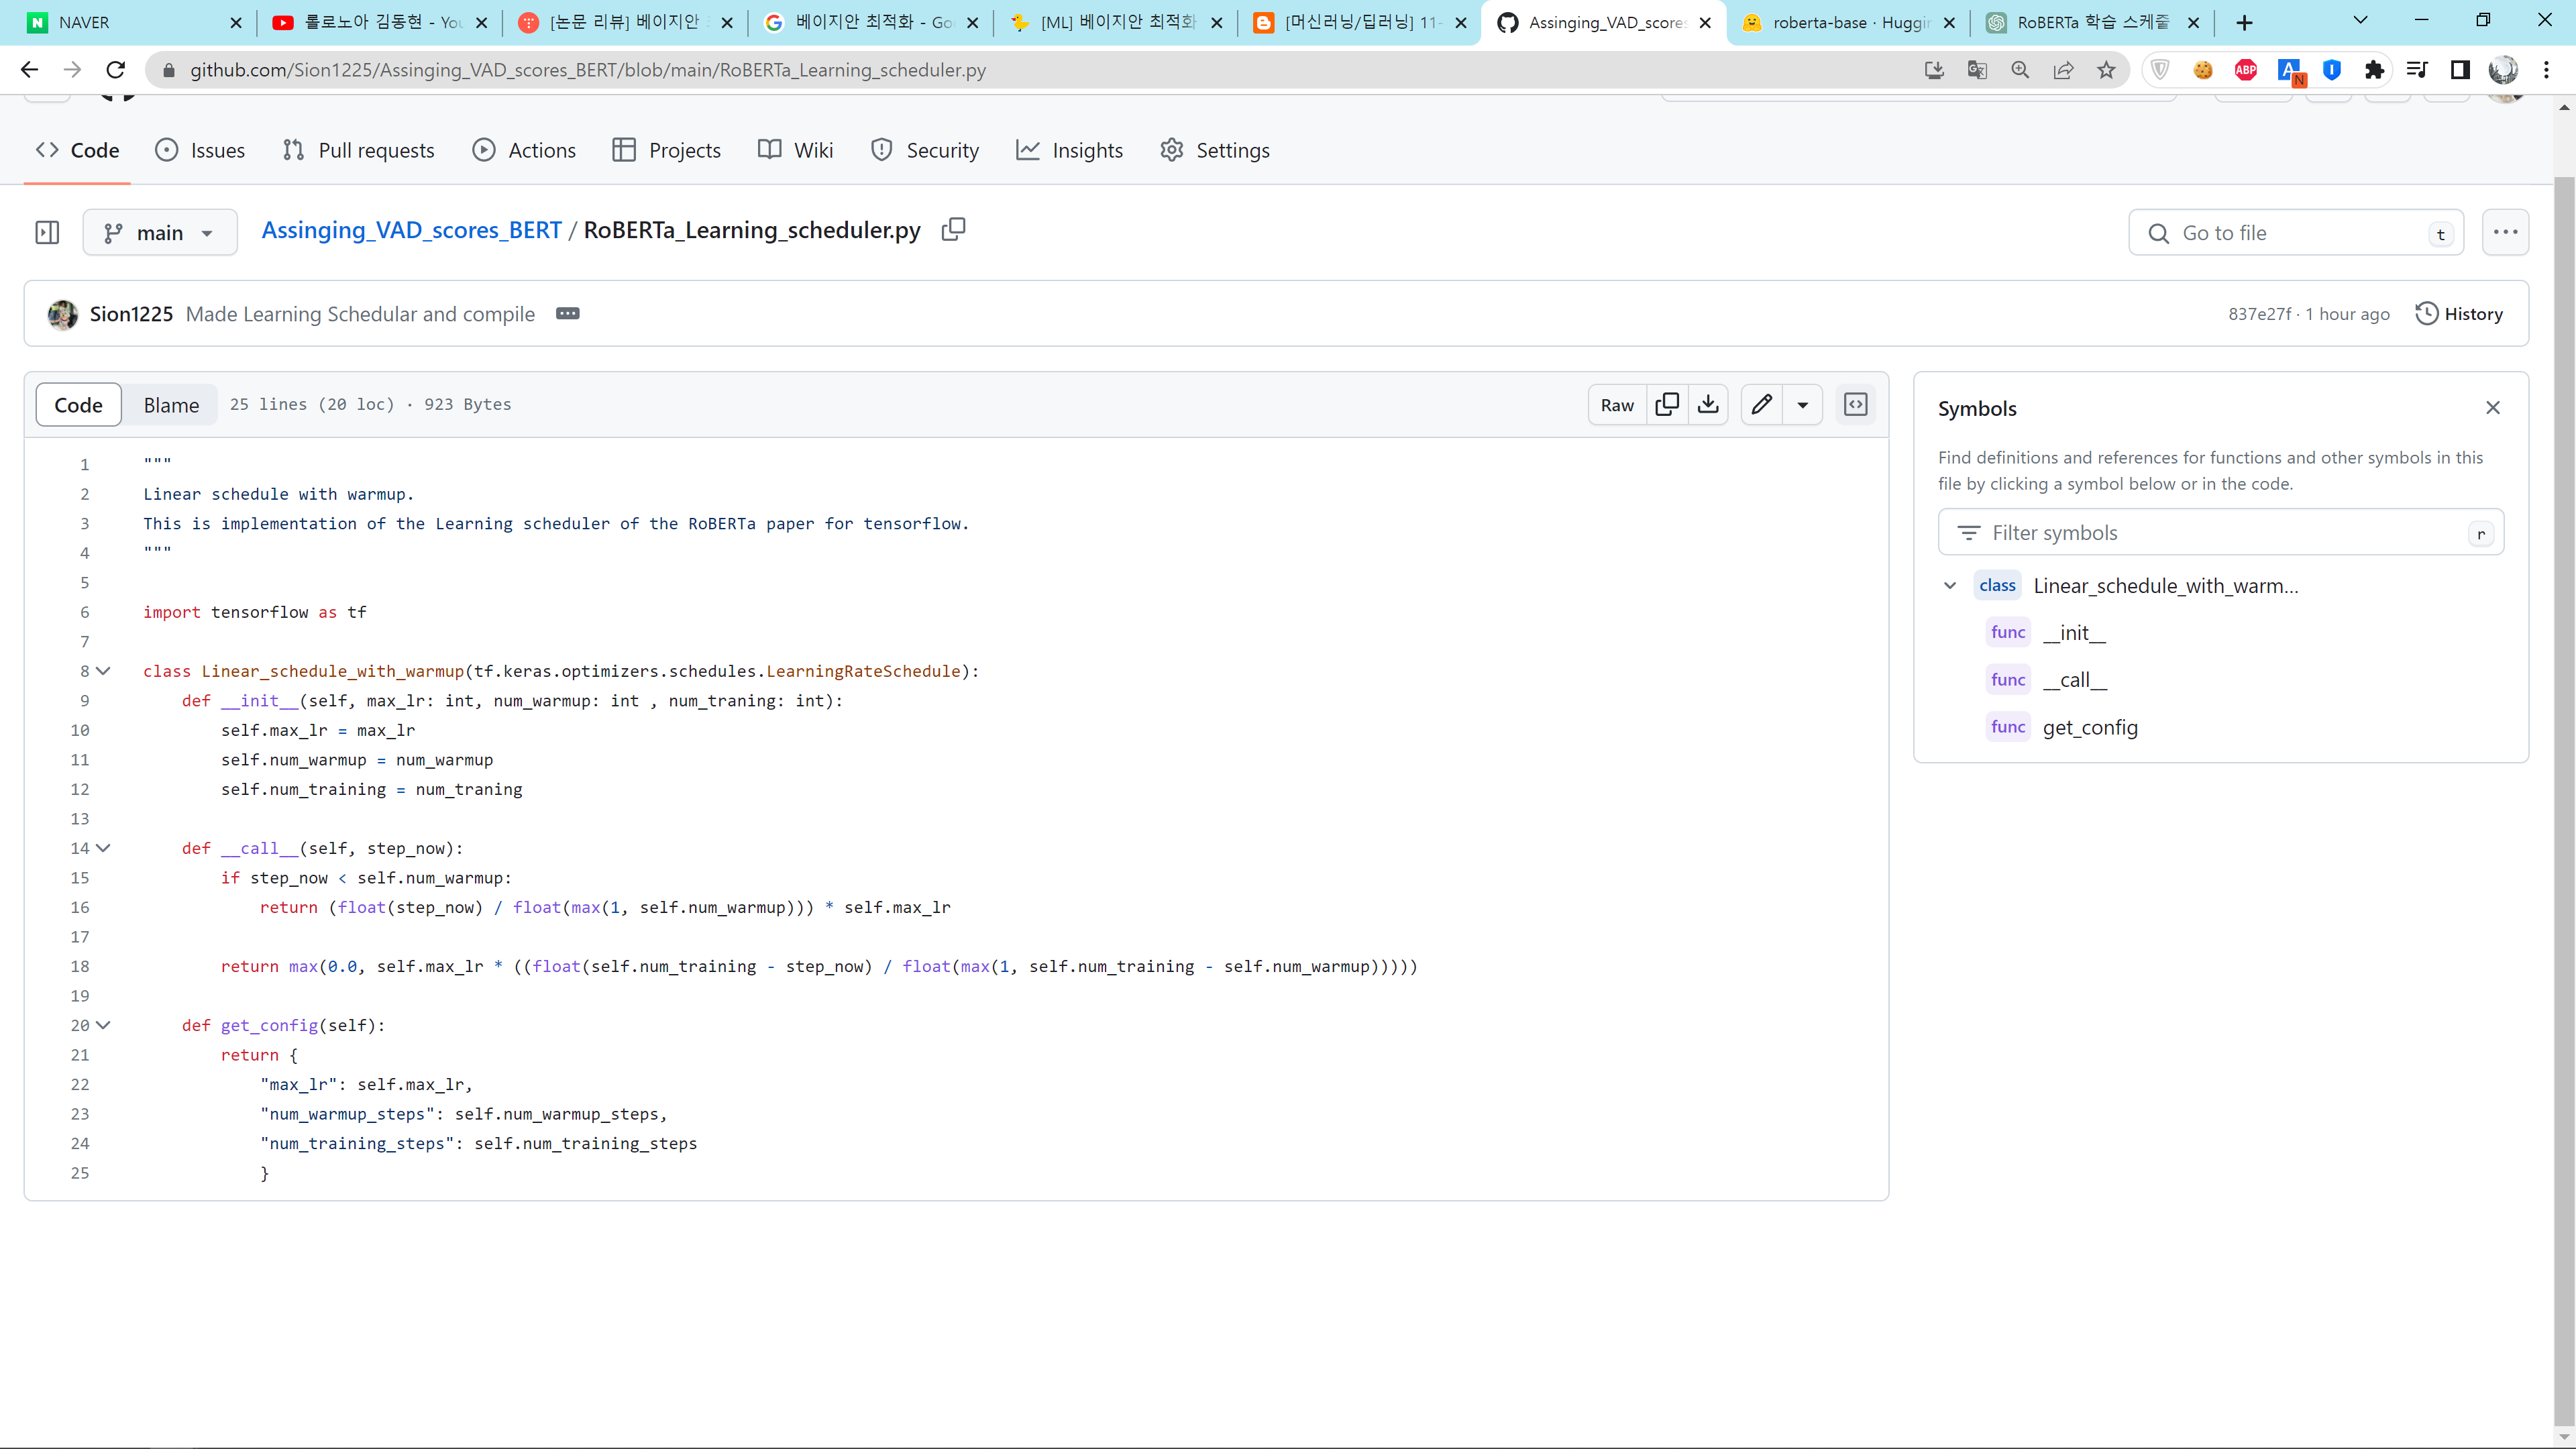 NAVER
롤로노아 김동현 - You
[논문 리뷰] 베이지안
베이지안 최적화 - Goo
[ML] 베이지안 최적화
[머신러닝/딥러닝] 11-
Assinging_VAD_scores
roberta-base · Huggin
RoBERTa 학습 스케줄
github.com/Sion1225/Assinging_VAD_scores_BERT/blob/main/RoBERTa_Learning_scheduler.py
ABP
N
Code
Issues
Pull requests
Actions
Projects
Wiki
Security
Insights
Settings
main
Assinging_VAD_scores_BERT / RoBERTa_Learning_scheduler.py
Go to file
t
Sion1225 Made Learning Schedular and compile
837e27f · 1 hour ago
History
Code
Blame
25 lines (20 loc) · 923 Bytes
Raw
1 """
2 Linear schedule with warmup.
3 This is implementation of the Learning scheduler of the RoBERTa paper for tensorflow.
4 """
5
6 import tensorflow as tf
7
8 class Linear_schedule_with_warmup(tf.keras.optimizers.schedules.LearningRateSchedule):
9 def __init__(self, max_lr: int, num_warmup: int , num_traning: int):
10 self.max_lr = max_lr
11 self.num_warmup = num_warmup
12 self.num_training = num_traning
13
14 def __call__(self, step_now):
15 if step_now < self.num_warmup:
16 return (float(step_now) / float(max(1, self.num_warmup))) * self.max_lr
17
18 return max(0.0, self.max_lr * ((float(self.num_training - step_now) / float(max(1, self.num_training - self.num_warmup)))))
19
20 def get_config(self):
21 return {
22 "max_lr": self.max_lr,
23 "num_warmup_steps": self.num_warmup_steps,
24 "num_training_steps": self.num_training_steps
25 }
Symbols
Find definitions and references for functions and other symbols in this
file by clicking a symbol below or in the code.
Filter symbols
r
class Linear_schedule_with_warm...
func __init__
func __call__
func get_config